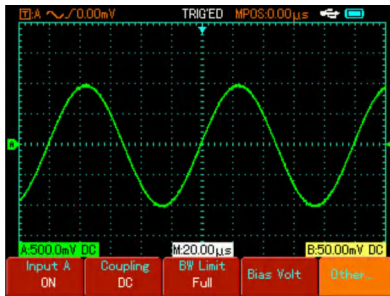 T:A 0.00mV TRIG'ED MPOS:0.00μs
A
A:500.0mV DC M:20.00μs B:50.00mV DC
Input A Coupling BW Limit Bias Volt Other...
ON DC Full